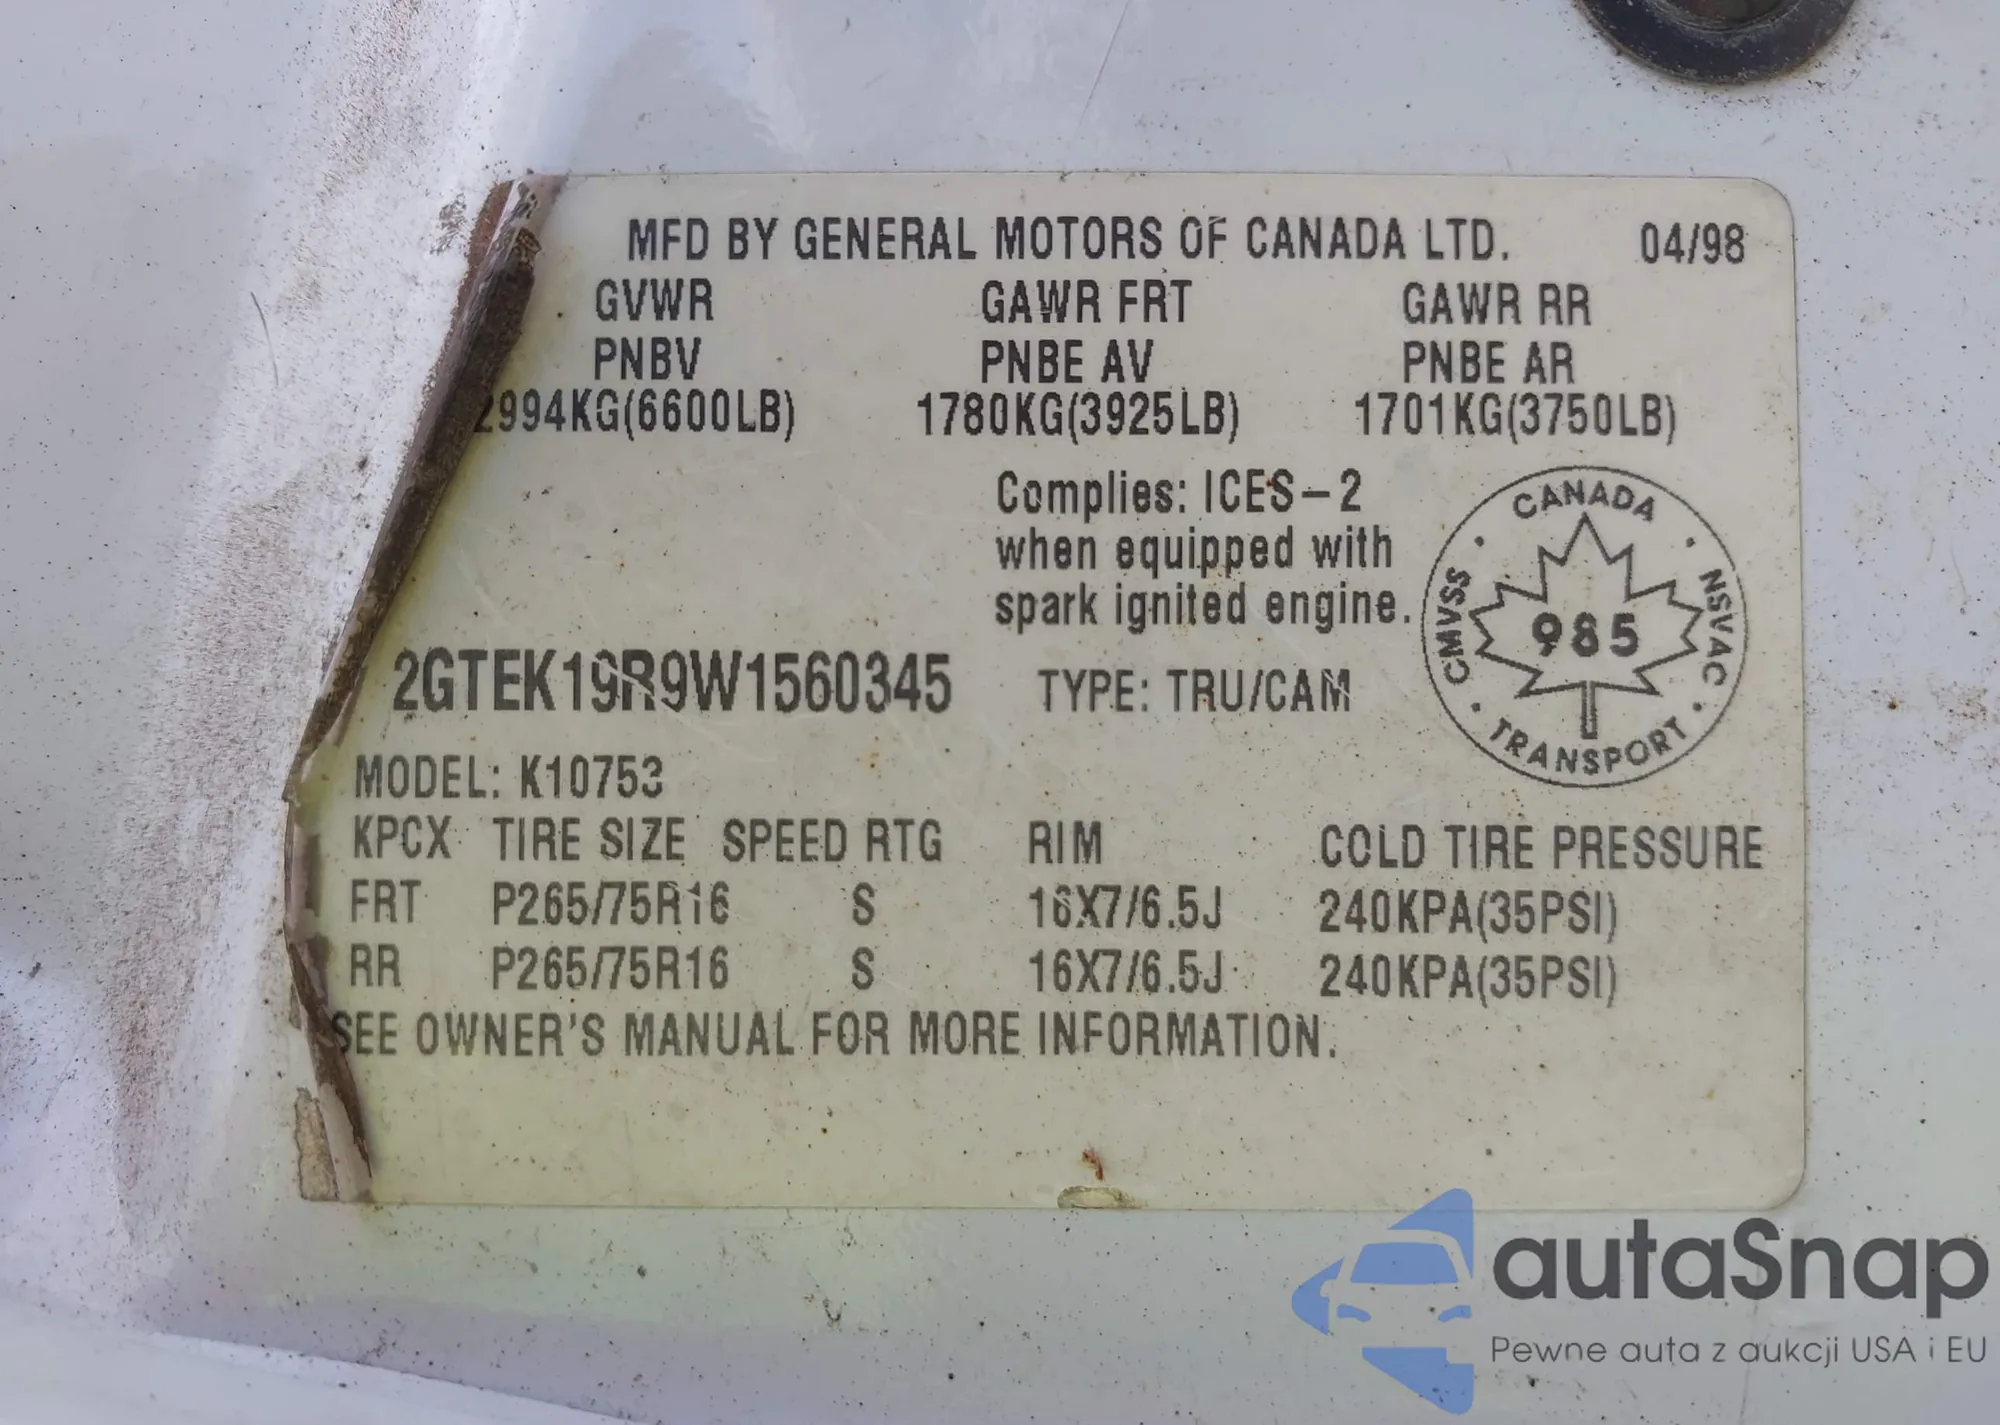 MFD BY GENERAL MOTORS OF CANADA LTD. 04/98
GVWR GAWR FRT GAWR RR
PNBV PNBE AV PNBE AR
2994KG(6600LB) 1780KG(3925LB) 1701KG(3750LB)
Complies: ICES-2
when equipped with
spark ignited engine.
CANADA
CMVSS
985
NSVAC
TRANSPORT
2GTEK19R9W1560345 TYPE: TRU/CAM
MODEL: K10753
KPCX TIRE SIZE SPEED RTG RIM COLD TIRE PRESSURE
FRT P265/75R16 S 16X7/6.5J 240KPA(35PSI)
RR P265/75R16 S 16X7/6.5J 240KPA(35PSI)
SEE OWNER'S MANUAL FOR MORE INFORMATION.
autaSnap
Pewne auta z aukcji USA i EU